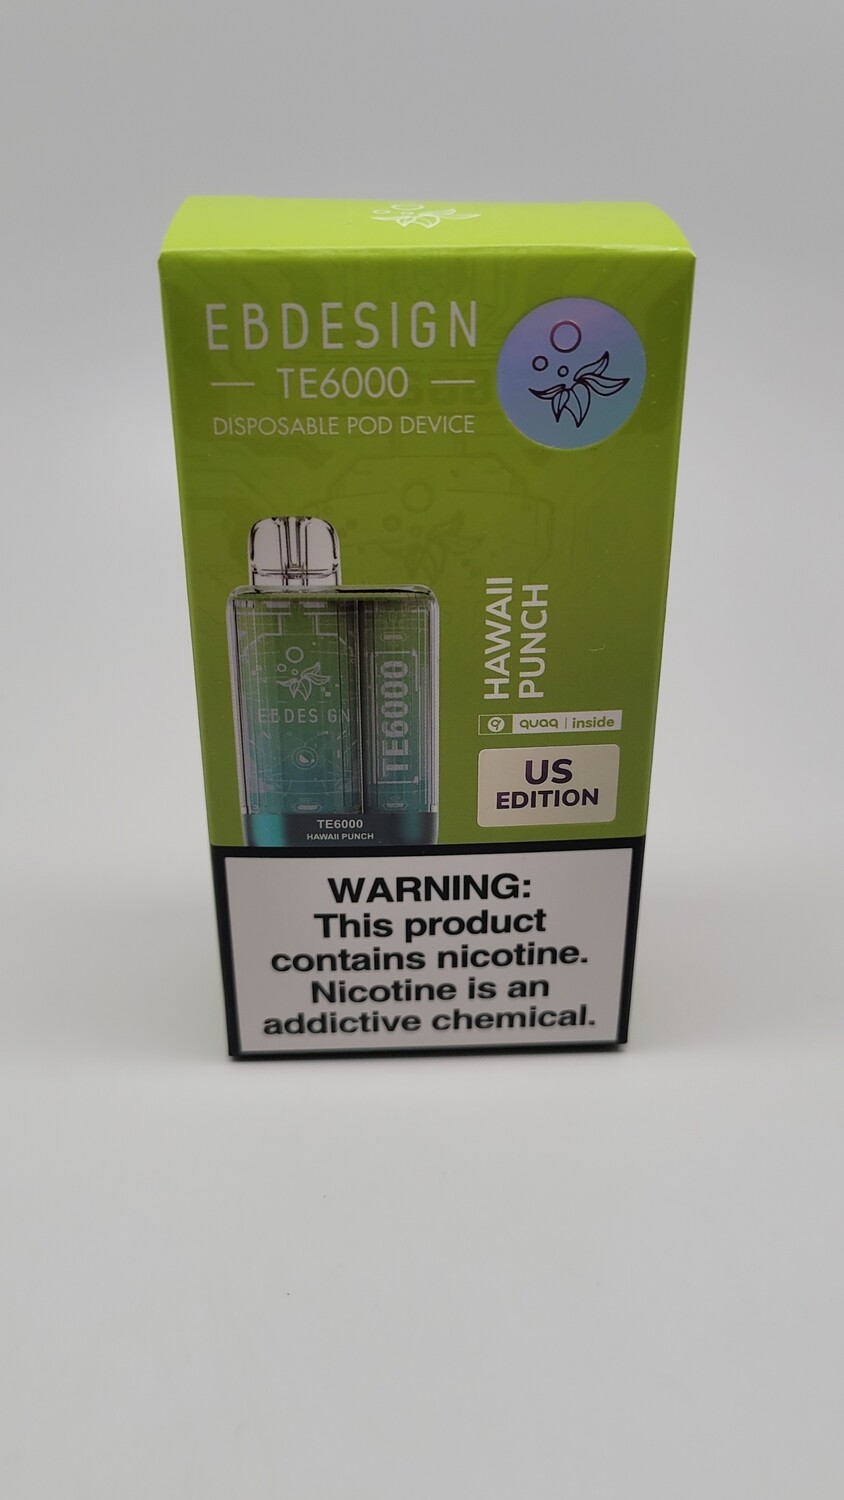 EBDESIGN
TE6000
DISPOSABLE POD DEVICE
HAWAII
PUNCH
quaq | inside
US
EDITION
EBDESIGN
TE6000
TE6000
HAWAII PUNCH
WARNING:
This product
contains nicotine.
Nicotine is an
addictive chemical.